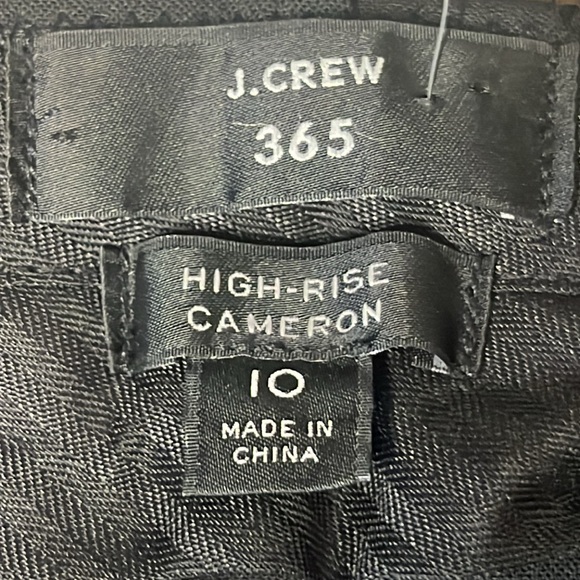 J.CREW
365
HIGH-RISE
CAMERON
10
MADE IN
CHINA